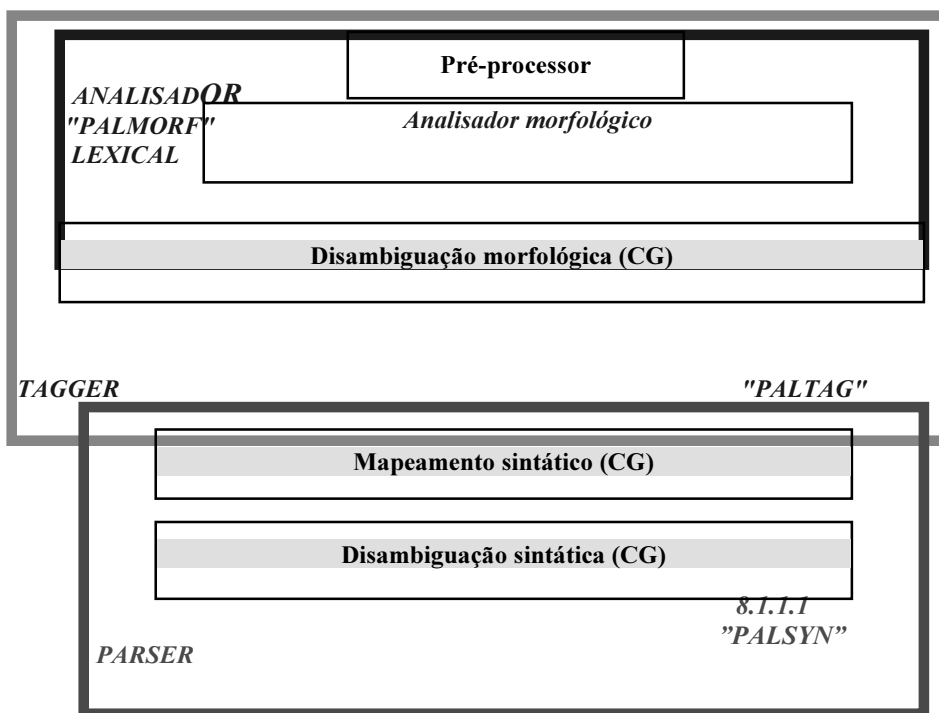 Pré-processor
ANALISADOR
"PALMORF"
LEXICAL
Analisador morfológico
Disambiguação morfológica (CG)
TAGGER
"PALTAG"
Mapeamento sintático (CG)
Disambiguação sintática (CG)
8.1.1.1
”PALSYN”
PARSER